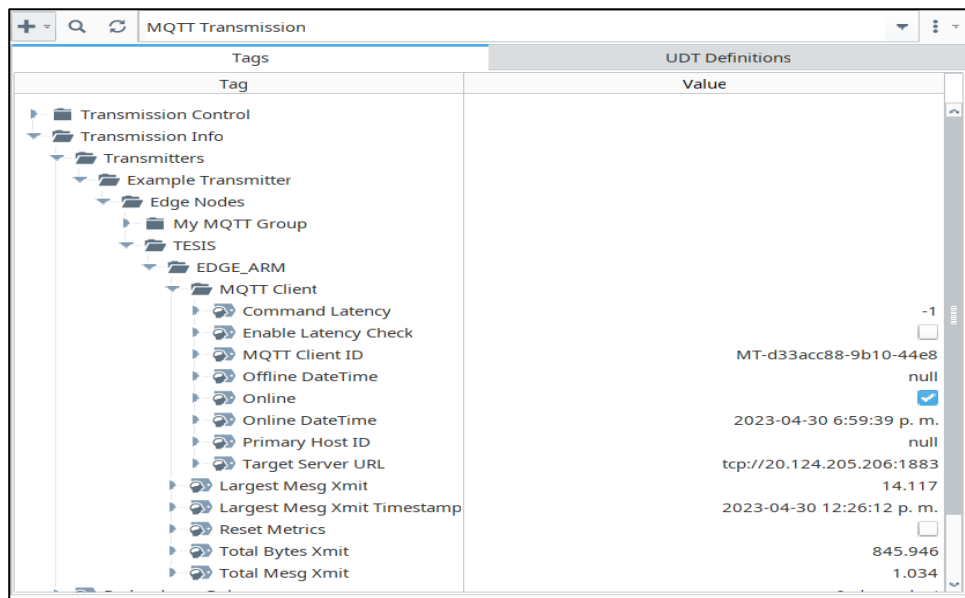 MQTT Transmission
Tags UDT Definitions
Tag Value
Transmission Control
Transmission Info
Transmitters
Example Transmitter
Edge Nodes
My MQTT Group
TESIS
EDGE_ARM
MQTT Client
Command Latency -1
Enable Latency Check
MQTT Client ID MT-d33acc88-9b10-44e8
Offline DateTime null
Online
Online DateTime 2023-04-30 6:59:39 p. m.
Primary Host ID null
Target Server URL tcp://20.124.205.206:1883
Largest Mesg Xmit 14.117
Largest Mesg Xmit Timestamp 2023-04-30 12:26:12 p. m.
Reset Metrics
Total Bytes Xmit 845.946
Total Mesg Xmit 1.034